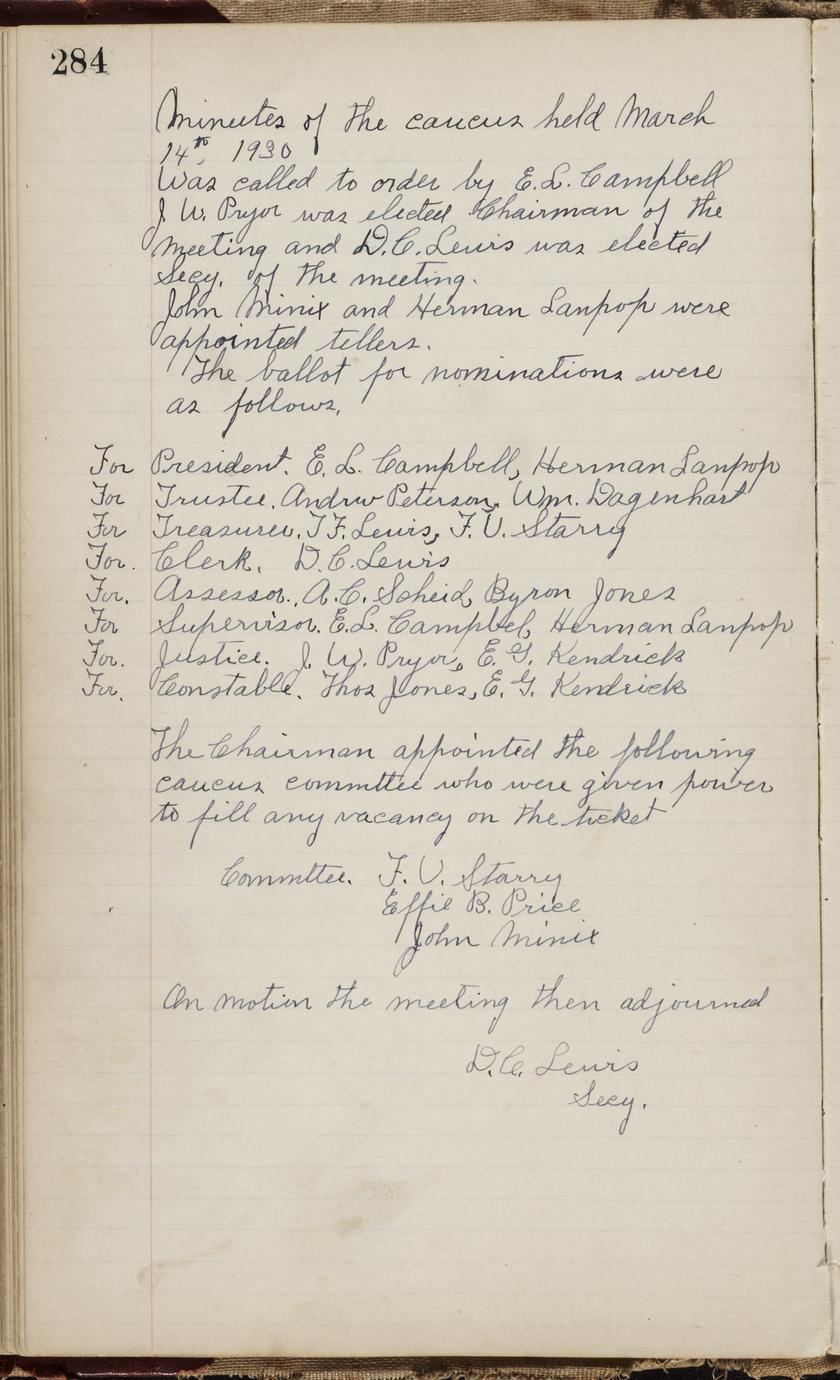 284
Minutes of the caucus held March
14th, 1930
Was called to order by E.L. Campbell
J W. Pryor was elected Chairman of the
meeting and D.C. Lewis was elected
Secy. of the meeting.
John Minix and Herman Lanpop were
appointed tellers.
The ballot for nominations were
as follows,
For President. E. L. Campbell, Herman Lanpop
For Trustee. Andrw Peterson, Wm. Dagenhart
For Treasurer. T F. Lewis, F. V. Starry
For. Clerk. D.C. Lewis
For. Assessor. A.C. Scheid, Byron Jones
For Supervisor. E.L. Campbel, Herman Lanpop
For. Justice. J. W. Pryor, E. G. Kendrick
For. Constable. Thos Jones, E. G. Kendrick
The Chairman appointed the following
caucus committee who were given power
to fill any vacancy on the ticket
Committee. F. V. Starry
Effie B. Price
John Minix
On motion the meeting then adjourned
D.C. Lewis
Secy.